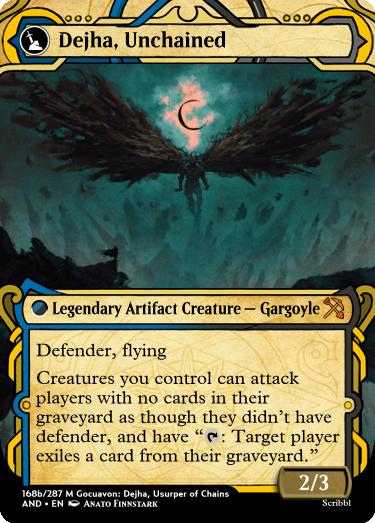 Dejha, Unchained
Legendary Artifact Creature — Gargoyle
Defender, flying
Creatures you control can attack
players with no cards in their
graveyard as though they didn't have
defender, and have “: Target player
exiles a card from their graveyard.”
2/3
168b/287 M Gocuavon: Dejha, Usurper of Chains
AND • EN Anato Finnstark
Scribbl